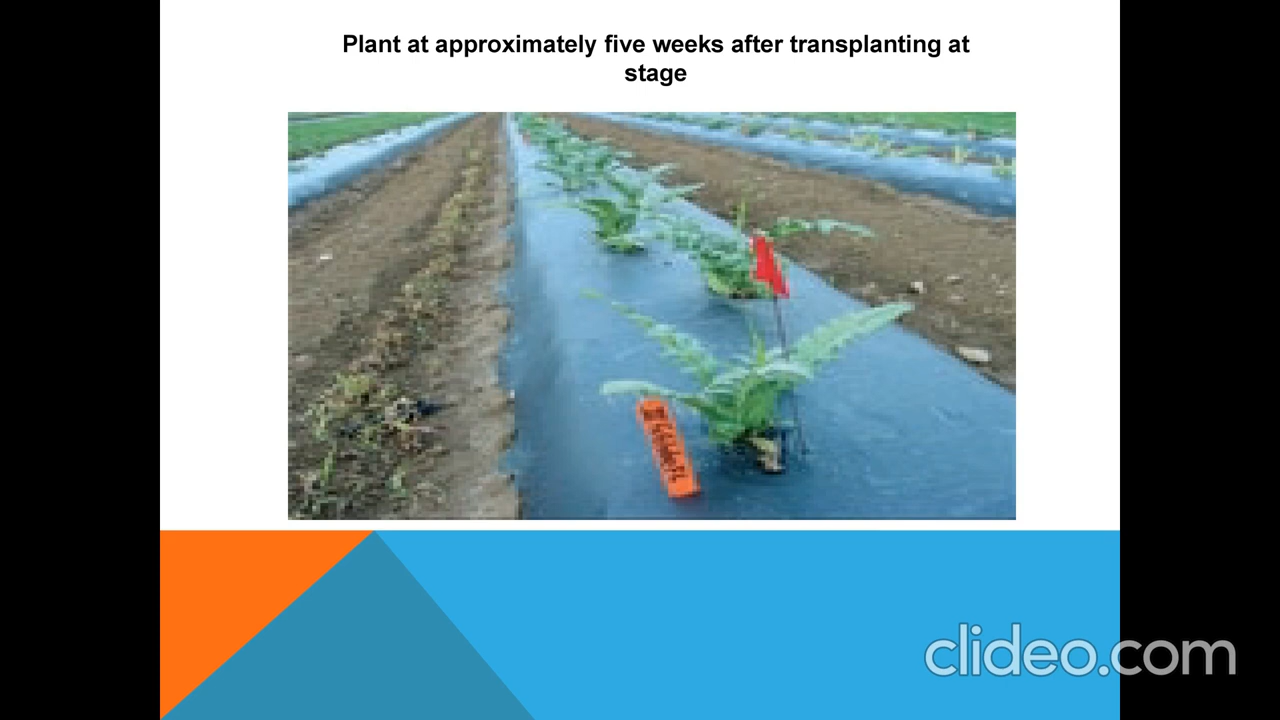 Plant at approximately five weeks after transplanting at
stage
clideo.com